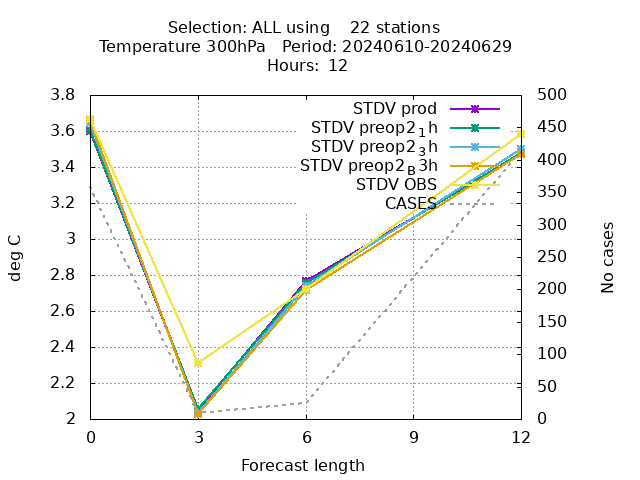 Selection: ALL using    22 stations
Temperature 300hPa   Period: 20240610-20240629
Hours: 12
STDV prod
STDV preop2_1h
STDV preop2_3h
STDV preop2_B3h
STDV OBS
CASES
3.8
3.6
3.4
3.2
3
2.8
2.6
2.4
2.2
2
500
450
400
350
300
250
200
150
100
50
0
deg C
No cases
0 3 6 9 12
Forecast length